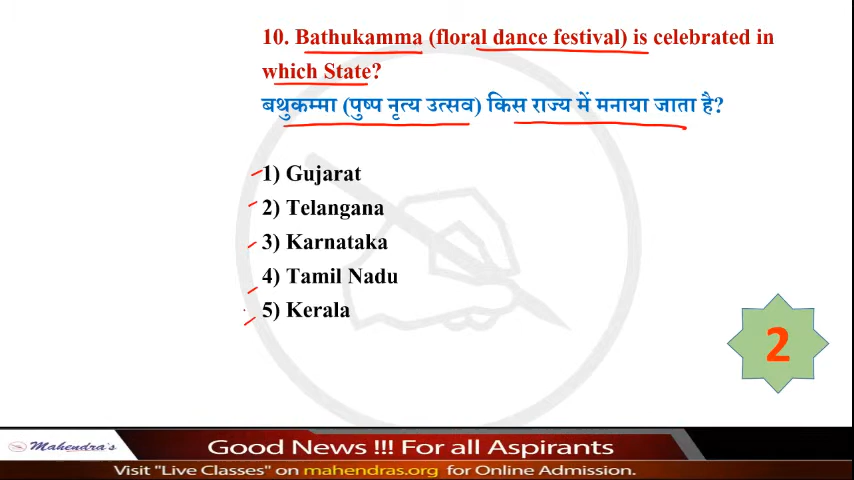 10. Bathukamma (floral dance festival) is celebrated in
which State?
बथुकम्मा (पुष्प नृत्य उत्सव) किस राज्य में मनाया जाता है?
1) Gujarat
2) Telangana
3) Karnataka
4) Tamil Nadu
5) Kerala
2
Mahendra's
Good News !!! For all Aspirants
Visit "Live Classes" on mahendras.org for Online Admission.